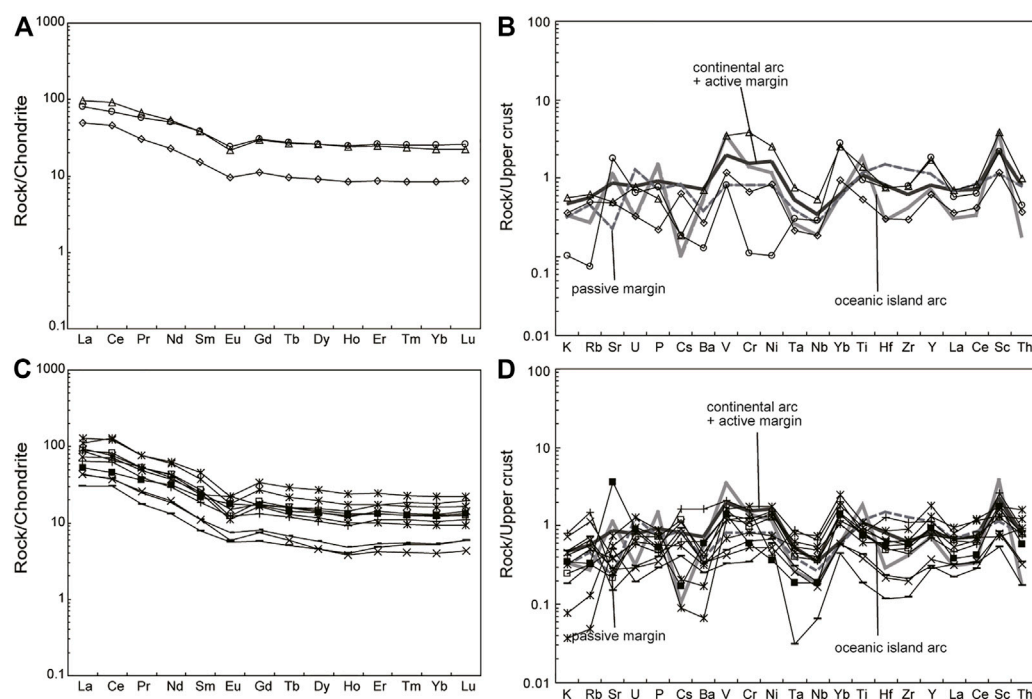 A
1000
100
10
1
0.1
Rock/Chondrite
La Ce Pr Nd Sm Eu Gd Tb Dy Ho Er Tm Yb Lu
B
100
10
1
0.1
0.01
Rock/Upper crust
continental arc
+ active margin
passive margin
oceanic island arc
K Rb Sr U P Cs Ba V Cr Ni Ta Nb Yb Ti Hf Zr Y La Ce Sc Th
C
1000
100
10
1
0.1
Rock/Chondrite
La Ce Pr Nd Sm Eu Gd Tb Dy Ho Er Tm Yb Lu
D
100
10
1
0.1
0.01
Rock/Upper crust
continental arc
+ active margin
passive margin
oceanic island arc
K Rb Sr U P Cs Ba V Cr Ni Ta Nb Yb Ti Hf Zr Y La Ce Sc Th